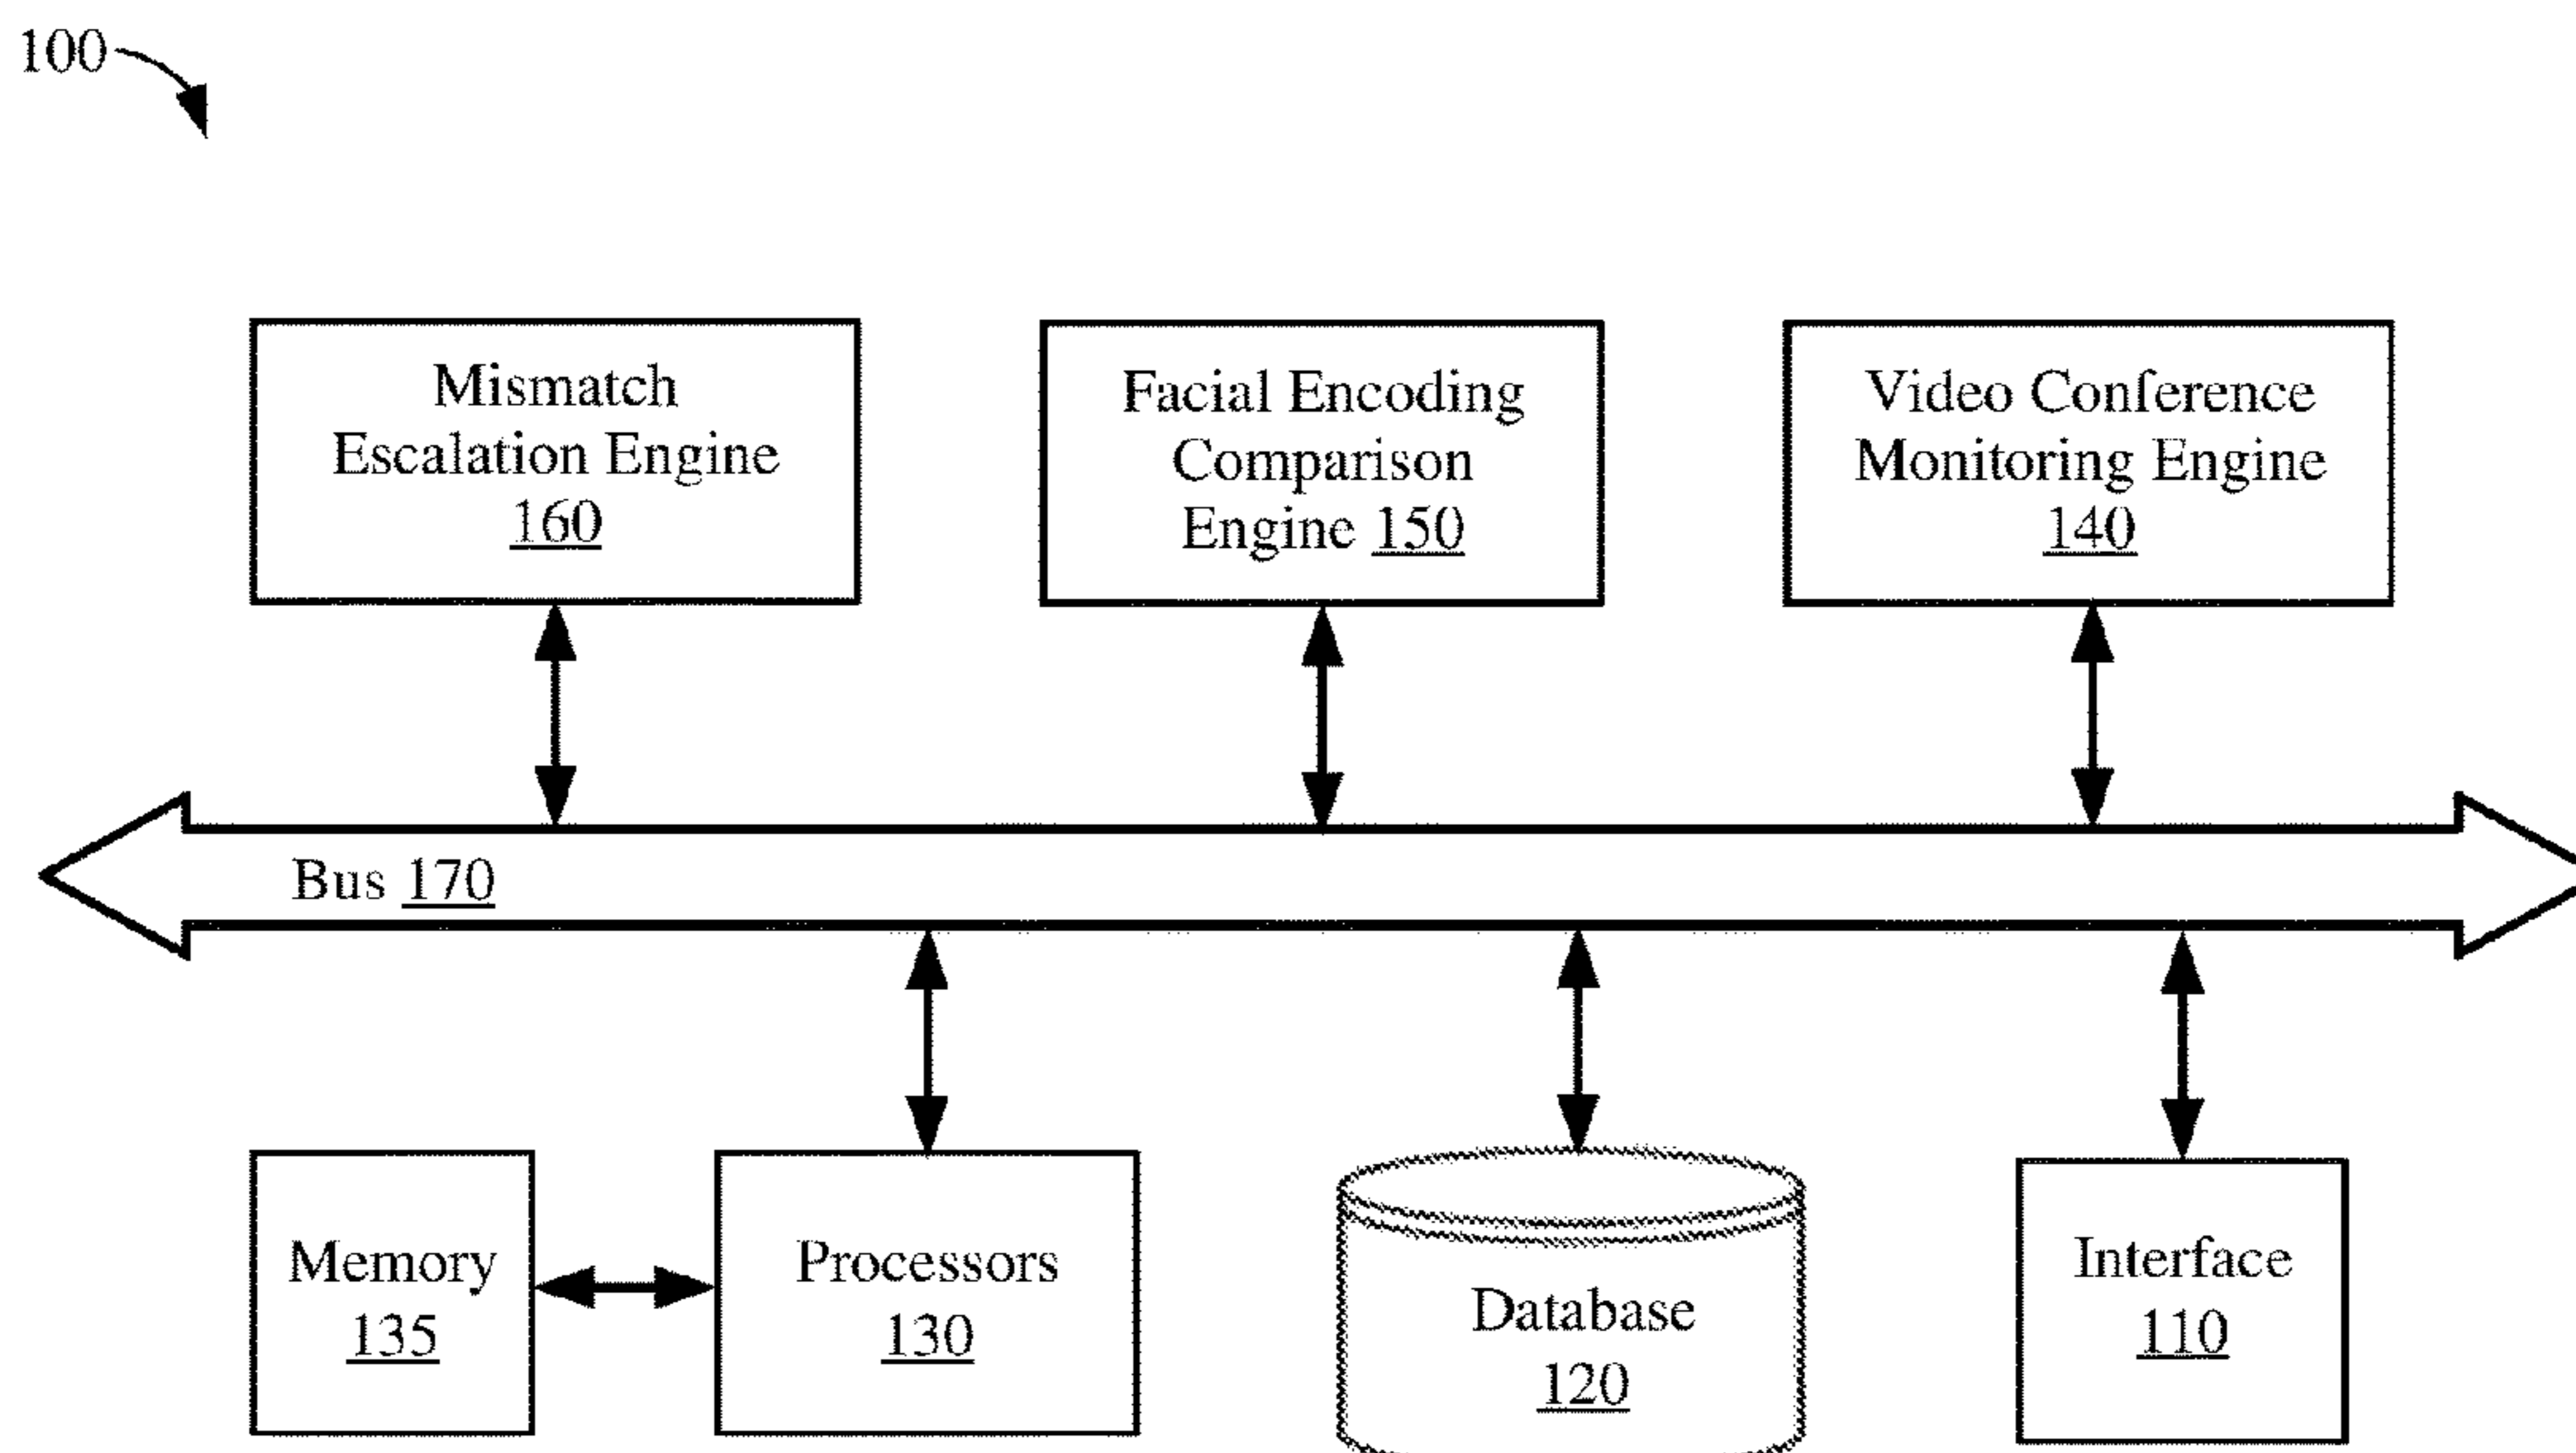 100
Mismatch
Escalation Engine
160
Facial Encoding
Comparison
Engine 150
Video Conference
Monitoring Engine
140
Bus 170
Memory
135
Processors
130
Database
120
Interface
110